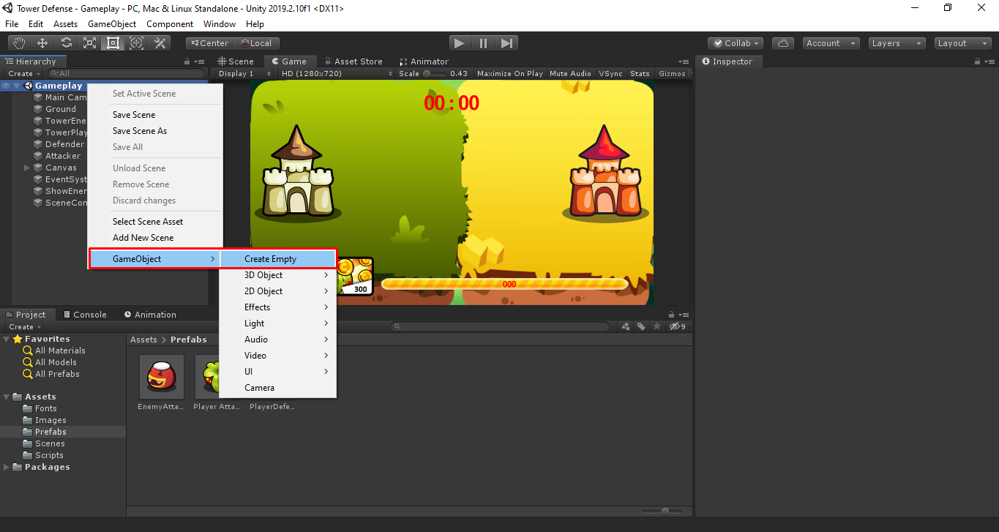 Tower Defense - Gameplay - PC, Mac & Linux Standalone - Unity 2019.2.10f1 <DX11>
File Edit Assets GameObject Component Window Help
Center Local Collab Account Layers Layout
Hierarchy Scene Game Asset Store Animator Inspector
Create All Display 1 HD (1280x720) Scale 0.43 Maximize On Play Mute Audio VSync Stats Gizmos
Gameplay
Main Cam
Ground
TowerEne
TowerPlay
Defender
Attacker
Canvas
EventSyst
ShowEnem
SceneCon
Set Active Scene
Save Scene
Save Scene As
Save All
Unload Scene
Remove Scene
Discard changes
Select Scene Asset
Add New Scene
GameObject
Create Empty
3D Object
2D Object
Effects
Light
Audio
Video
UI
Camera
00 : 00
300
000
Project Console Animation
Create
9
Favorites
All Materials
All Models
All Prefabs
Assets
Fonts
Images
Prefabs
Scenes
Scripts
Packages
Assets > Prefabs
EnemyAtta... Player Atta... PlayerDefe...